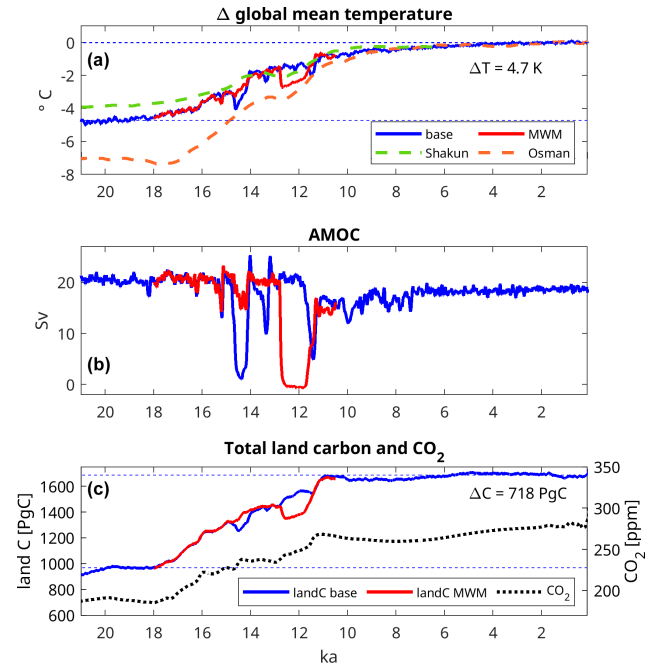 Δ global mean temperature
(a)
ΔT = 4.7 K
0
-2
-4
-6
-8
° C
base
MWM
Shakun
Osman
20 18 16 14 12 10 8 6 4 2
AMOC
20
10
0
Sv
(b)
20 18 16 14 12 10 8 6 4 2
Total land carbon and CO2
(c)
ΔC = 718 PgC
1600
1400
1200
1000
800
600
land C [PgC]
350
300
250
200
CO2 [ppm]
landC base
landC MWM
CO2
20 18 16 14 12 10 8 6 4 2
ka